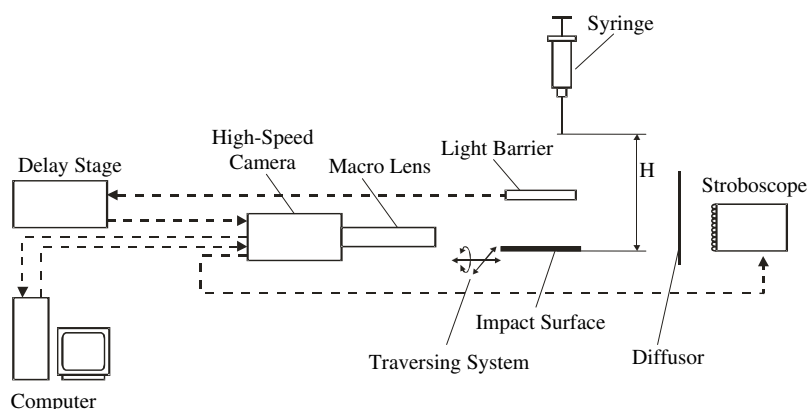 Syringe
High-Speed
Camera
Delay Stage
Macro Lens
Light Barrier
H
Stroboscope
Impact Surface
Traversing System
Diffusor
Computer